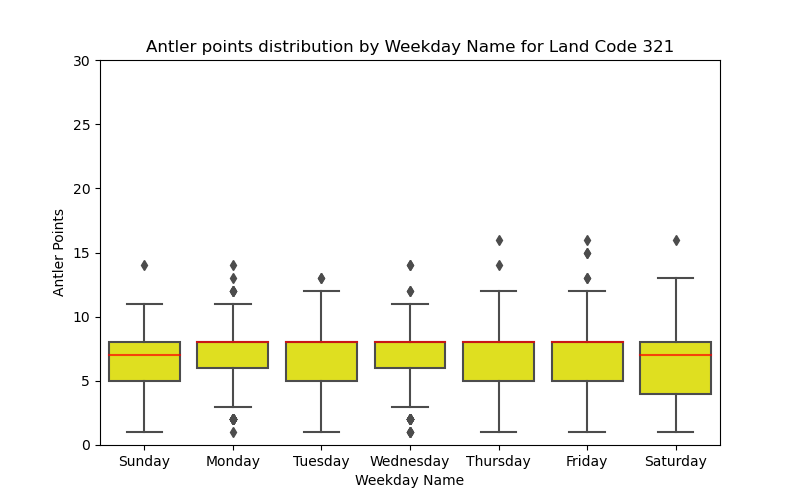 Antler points distribution by Weekday Name for Land Code 321
30
25
20
15
10
5
0
Antler Points
Sunday Monday Tuesday Wednesday Thursday Friday Saturday
Weekday Name